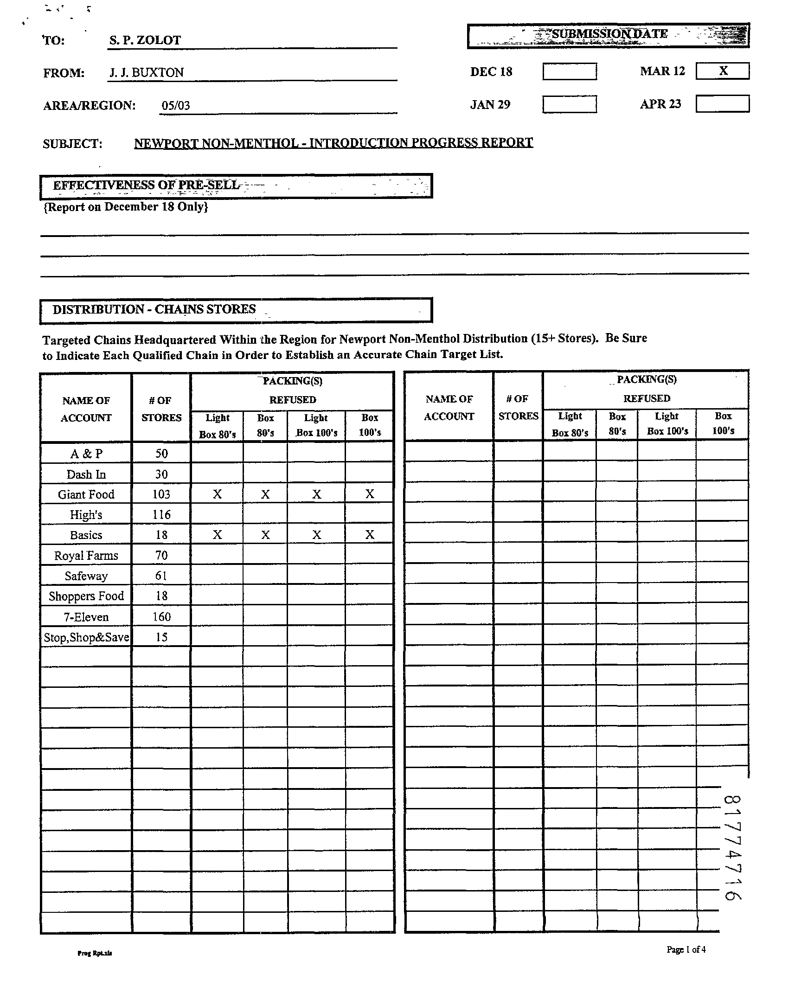 TO: S. P. ZOLOT
SUBMISSION DATE
FROM: J. J. BUXTON
DEC 18 MAR 12 X
AREA/REGION: 05/03
JAN 29 APR 23
SUBJECT: NEWPORT NON-MENTHOL - INTRODUCTION PROGRESS REPORT
EFFECTIVENESS OF PRE-SELL
{Report on December 18 Only}
DISTRIBUTION - CHAINS STORES
Targeted Chains Headquartered Within the Region for Newport Non-Menthol Distribution (15+ Stores). Be Sure
to Indicate Each Qualified Chain in Order to Establish an Accurate Chain Target List.
PACKING(S) PACKING(S)
NAME OF # OF REFUSED NAME OF # OF REFUSED
ACCOUNT STORES Light Box Light Box ACCOUNT STORES Light Box Light Box
Box 80's 80's Box 100's 100's Box 80's 80's Box 100's 100's
A & P 50
Dash In 30
Giant Food 103 X X X X
High's 116
Basics 18 X X X X
Royal Farms 70
Safeway 61
Shoppers Food 18
7-Eleven 160
Stop,Shop&Save 15
81774716
Prog Rpt.xls Page 1 of 4